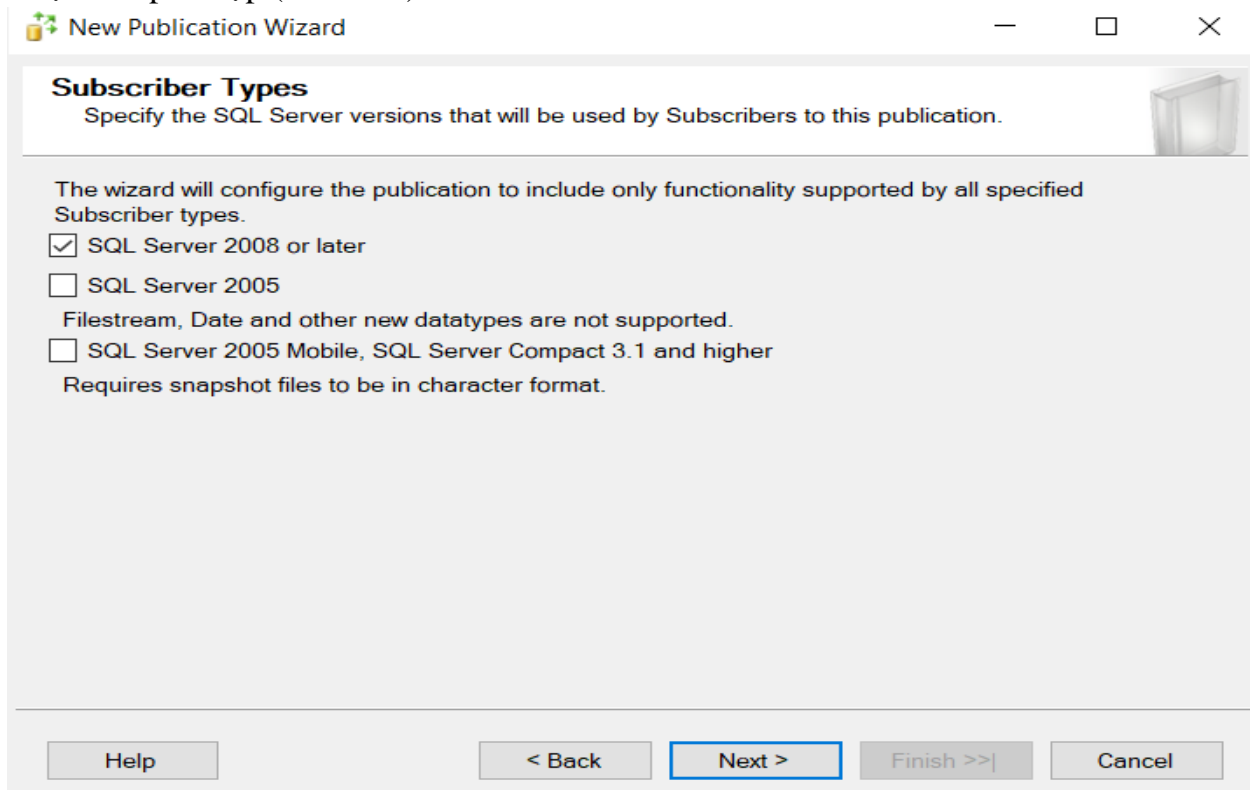 New Publication Wizard
Subscriber Types
Specify the SQL Server versions that will be used by Subscribers to this publication.
The wizard will configure the publication to include only functionality supported by all specified
Subscriber types.
SQL Server 2008 or later
SQL Server 2005
Filestream, Date and other new datatypes are not supported.
SQL Server 2005 Mobile, SQL Server Compact 3.1 and higher
Requires snapshot files to be in character format.
Help
< Back
Next >
Finish >>|
Cancel